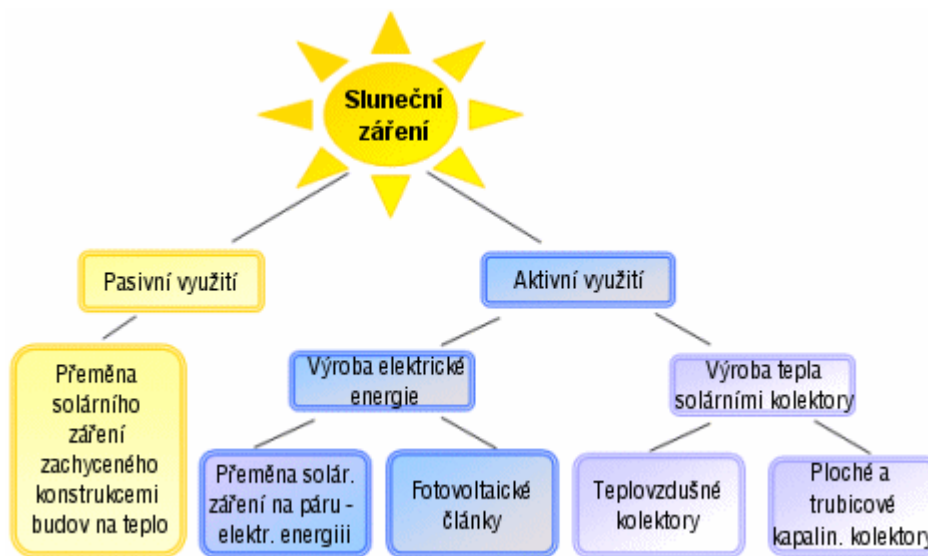 Sluneční
záření
Pasivní využití
Aktivní využití
Přeměna
solárního
záření
zachyceného
konstrukcemi
budov na teplo
Výroba elektrické
energie
Výroba tepla
solárními kolektory
Přeměna solár.
záření na páru -
elektr. energiii
Fotovoltaické
články
Teplovzdušné
kolektory
Ploché a
trubicové
kapalin. kolektory